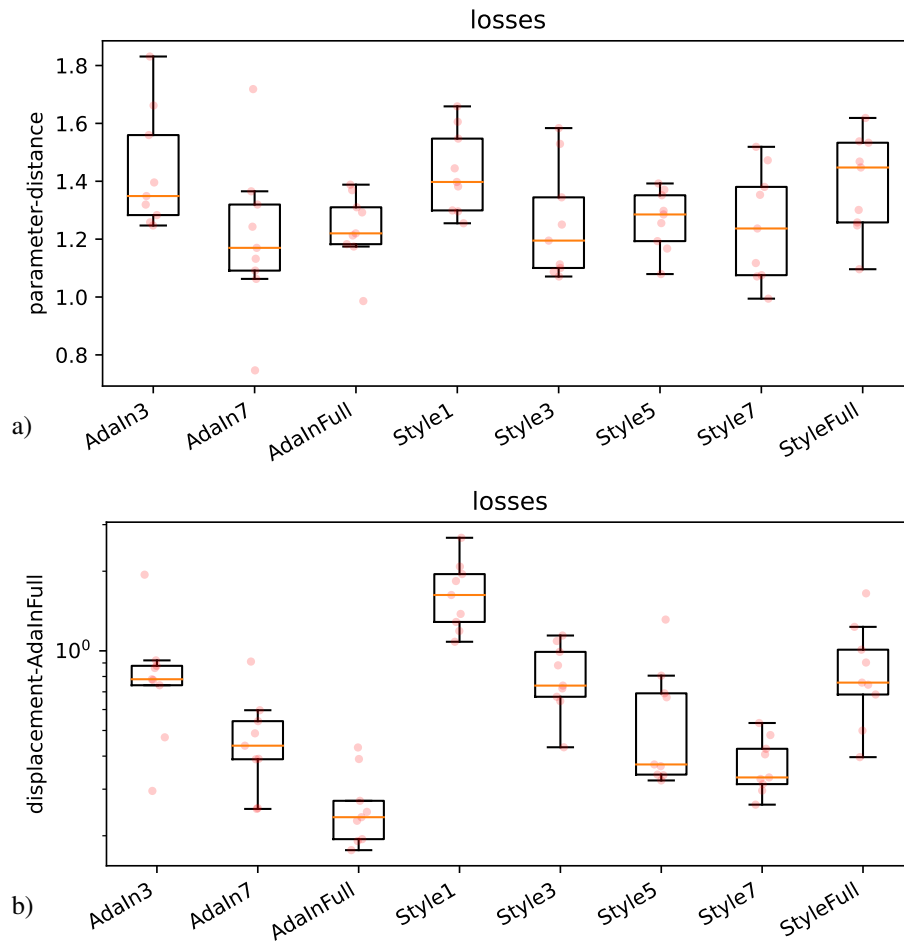 losses
parameter-distance
1.8
1.6
1.4
1.2
1.0
0.8
AdaIn3
AdaIn7
AdaInFull
Style1
Style3
Style5
Style7
StyleFull
a)
losses
displacement-AdaInFull
10⁰
AdaIn3
AdaIn7
AdaInFull
Style1
Style3
Style5
Style7
StyleFull
b)